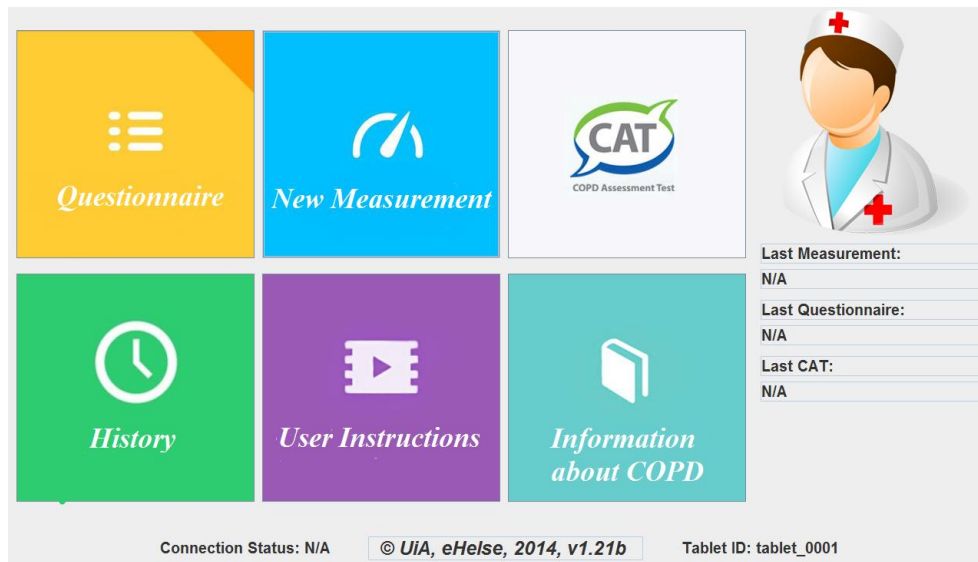 Questionnaire
New Measurement
CAT
COPD Assessment Test
History
User Instructions
Information
about COPD
Last Measurement:
N/A
Last Questionnaire:
N/A
Last CAT:
N/A
Connection Status: N/A
© UiA, eHelse, 2014, v1.21b
Tablet ID: tablet_0001